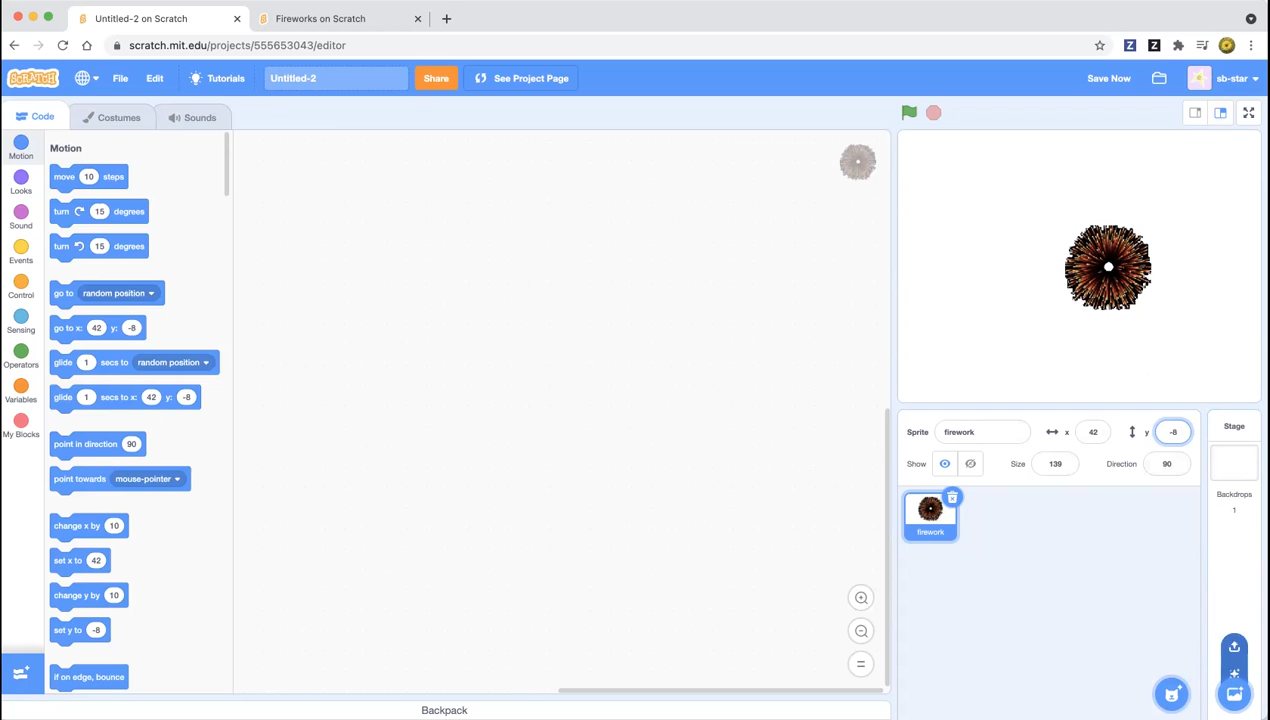 Untitled-2 on Scratch
Fireworks on Scratch
scratch.mit.edu/projects/555653043/editor
SCRATCH File Edit Tutorials Untitled-2 Share See Project Page Save Now sb-star
Code Costumes Sounds
Motion
Looks
Sound
Events
Control
Sensing
Operators
Variables
My Blocks
Motion
move 10 steps
turn 15 degrees
turn 15 degrees
go to random position
go to x: 42 y: -8
glide 1 secs to random position
glide 1 secs to x: 42 y: -8
point in direction 90
point towards mouse-pointer
change x by 10
set x to 42
change y by 10
set y to -8
if on edge, bounce
Sprite firework x 42 y -8
Show Size 139 Direction 90
firework
Stage
Backdrops
1
Backpack